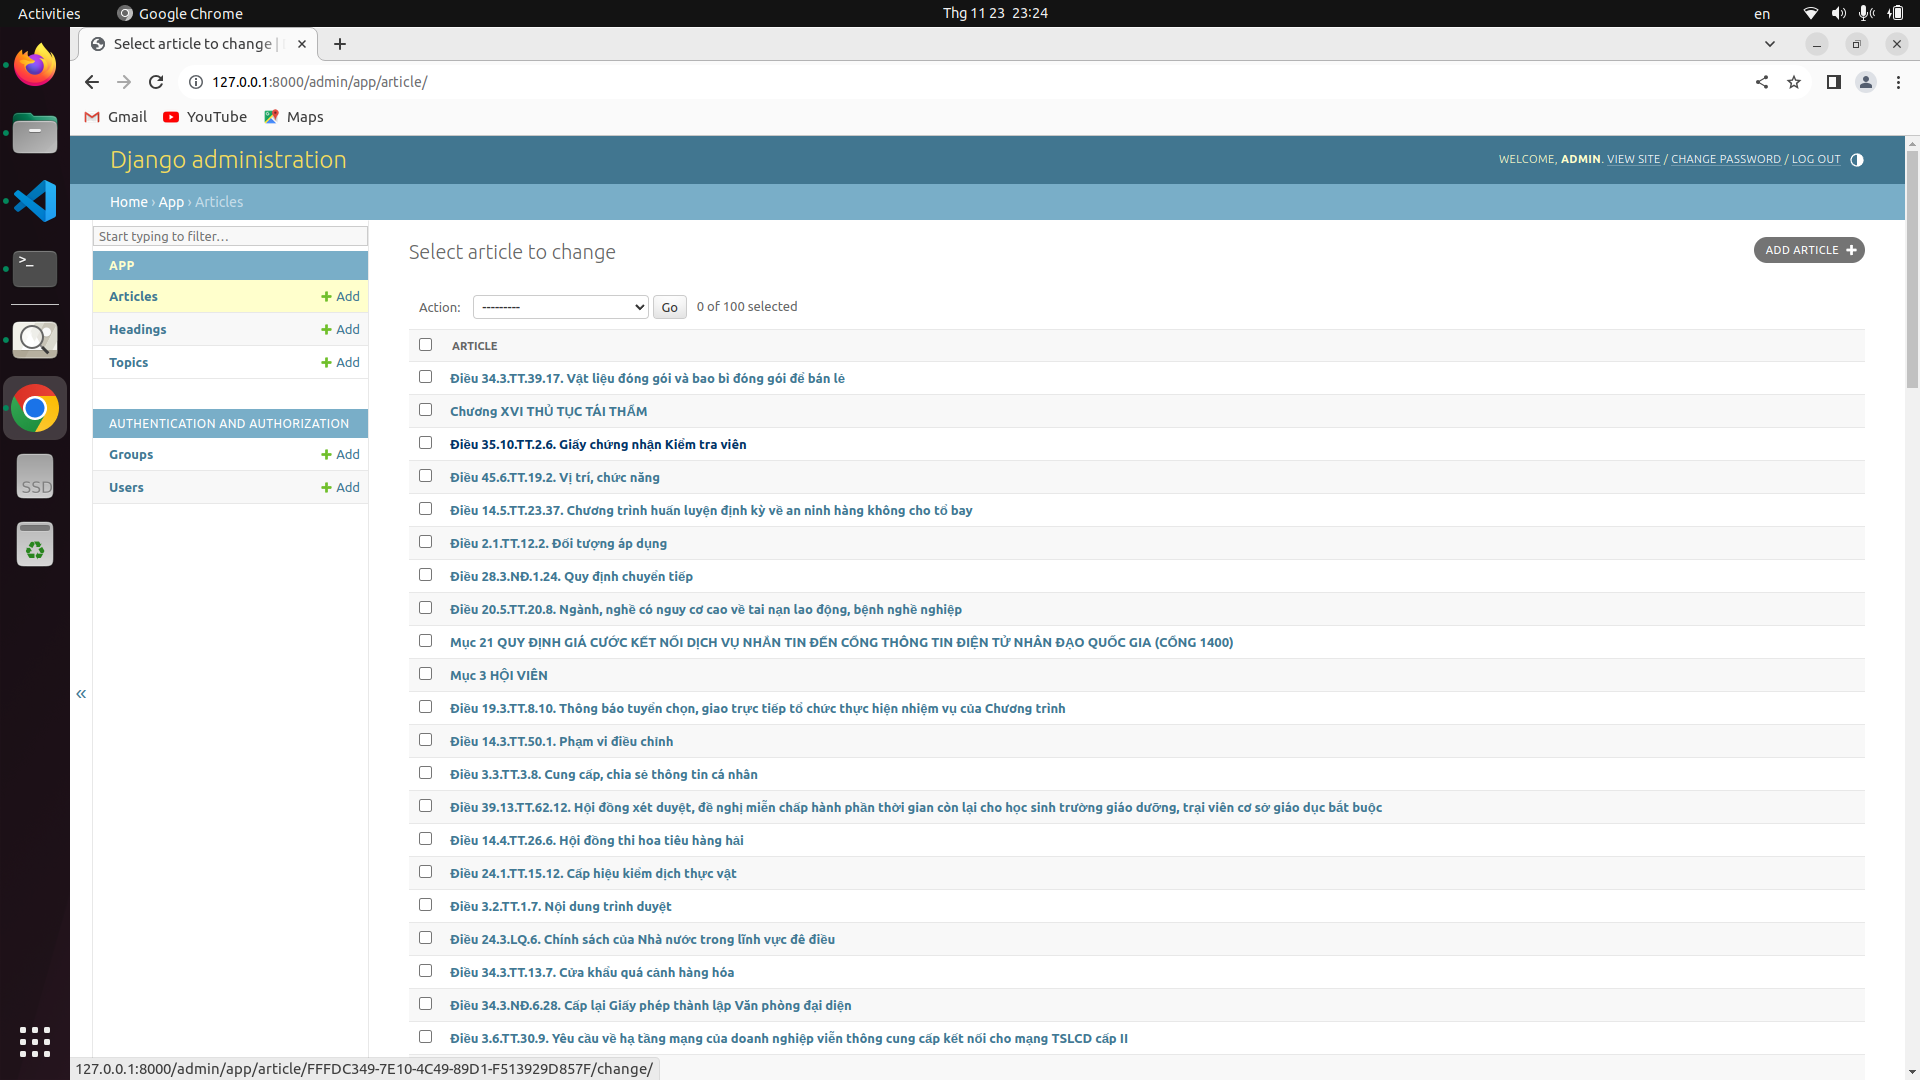 Activities
Google Chrome
Thg 11 23 23:24
en
Select article to change |
127.0.0.1:8000/admin/app/article/
Gmail
YouTube
Maps
Django administration
WELCOME, ADMIN. VIEW SITE / CHANGE PASSWORD / LOG OUT
Home › App › Articles
Start typing to filter…
APP
Articles
+ Add
Headings
+ Add
Topics
+ Add
AUTHENTICATION AND AUTHORIZATION
Groups
+ Add
Users
+ Add
«
SSD
Select article to change
ADD ARTICLE +
Action: --------- Go 0 of 100 selected
ARTICLE
Điều 34.3.TT.39.17. Vật liệu đóng gói và bao bì đóng gói để bán lẻ
Chương XVI THỦ TỤC TÁI THẨM
Điều 35.10.TT.2.6. Giấy chứng nhận Kiểm tra viên
Điều 45.6.TT.19.2. Vị trí, chức năng
Điều 14.5.TT.23.37. Chương trình huấn luyện định kỳ về an ninh hàng không cho tổ bay
Điều 2.1.TT.12.2. Đối tượng áp dụng
Điều 28.3.NĐ.1.24. Quy định chuyển tiếp
Điều 20.5.TT.20.8. Ngành, nghề có nguy cơ cao về tai nạn lao động, bệnh nghề nghiệp
Mục 21 QUY ĐỊNH GIÁ CƯỚC KẾT NỐI DỊCH VỤ NHẮN TIN ĐẾN CỔNG THÔNG TIN ĐIỆN TỬ NHÂN ĐẠO QUỐC GIA (CỔNG 1400)
Mục 3 HỘI VIÊN
Điều 19.3.TT.8.10. Thông báo tuyển chọn, giao trực tiếp tổ chức thực hiện nhiệm vụ của Chương trình
Điều 14.3.TT.50.1. Phạm vi điều chỉnh
Điều 3.3.TT.3.8. Cung cấp, chia sẻ thông tin cá nhân
Điều 39.13.TT.62.12. Hội đồng xét duyệt, đề nghị miễn chấp hành phần thời gian còn lại cho học sinh trường giáo dưỡng, trại viên cơ sở giáo dục bắt buộc
Điều 14.4.TT.26.6. Hội đồng thi hoa tiêu hàng hải
Điều 24.1.TT.15.12. Cấp hiệu kiểm dịch thực vật
Điều 3.2.TT.1.7. Nội dung trình duyệt
Điều 24.3.LQ.6. Chính sách của Nhà nước trong lĩnh vực đê điều
Điều 34.3.TT.13.7. Cửa khẩu quá cảnh hàng hóa
Điều 34.3.NĐ.6.28. Cấp lại Giấy phép thành lập Văn phòng đại diện
Điều 3.6.TT.30.9. Yêu cầu về hạ tầng mạng của doanh nghiệp viễn thông cung cấp kết nối cho mạng TSLCD cấp II
127.0.0.1:8000/admin/app/article/FFFDC349-7E10-4C49-89D1-F513929D857F/change/